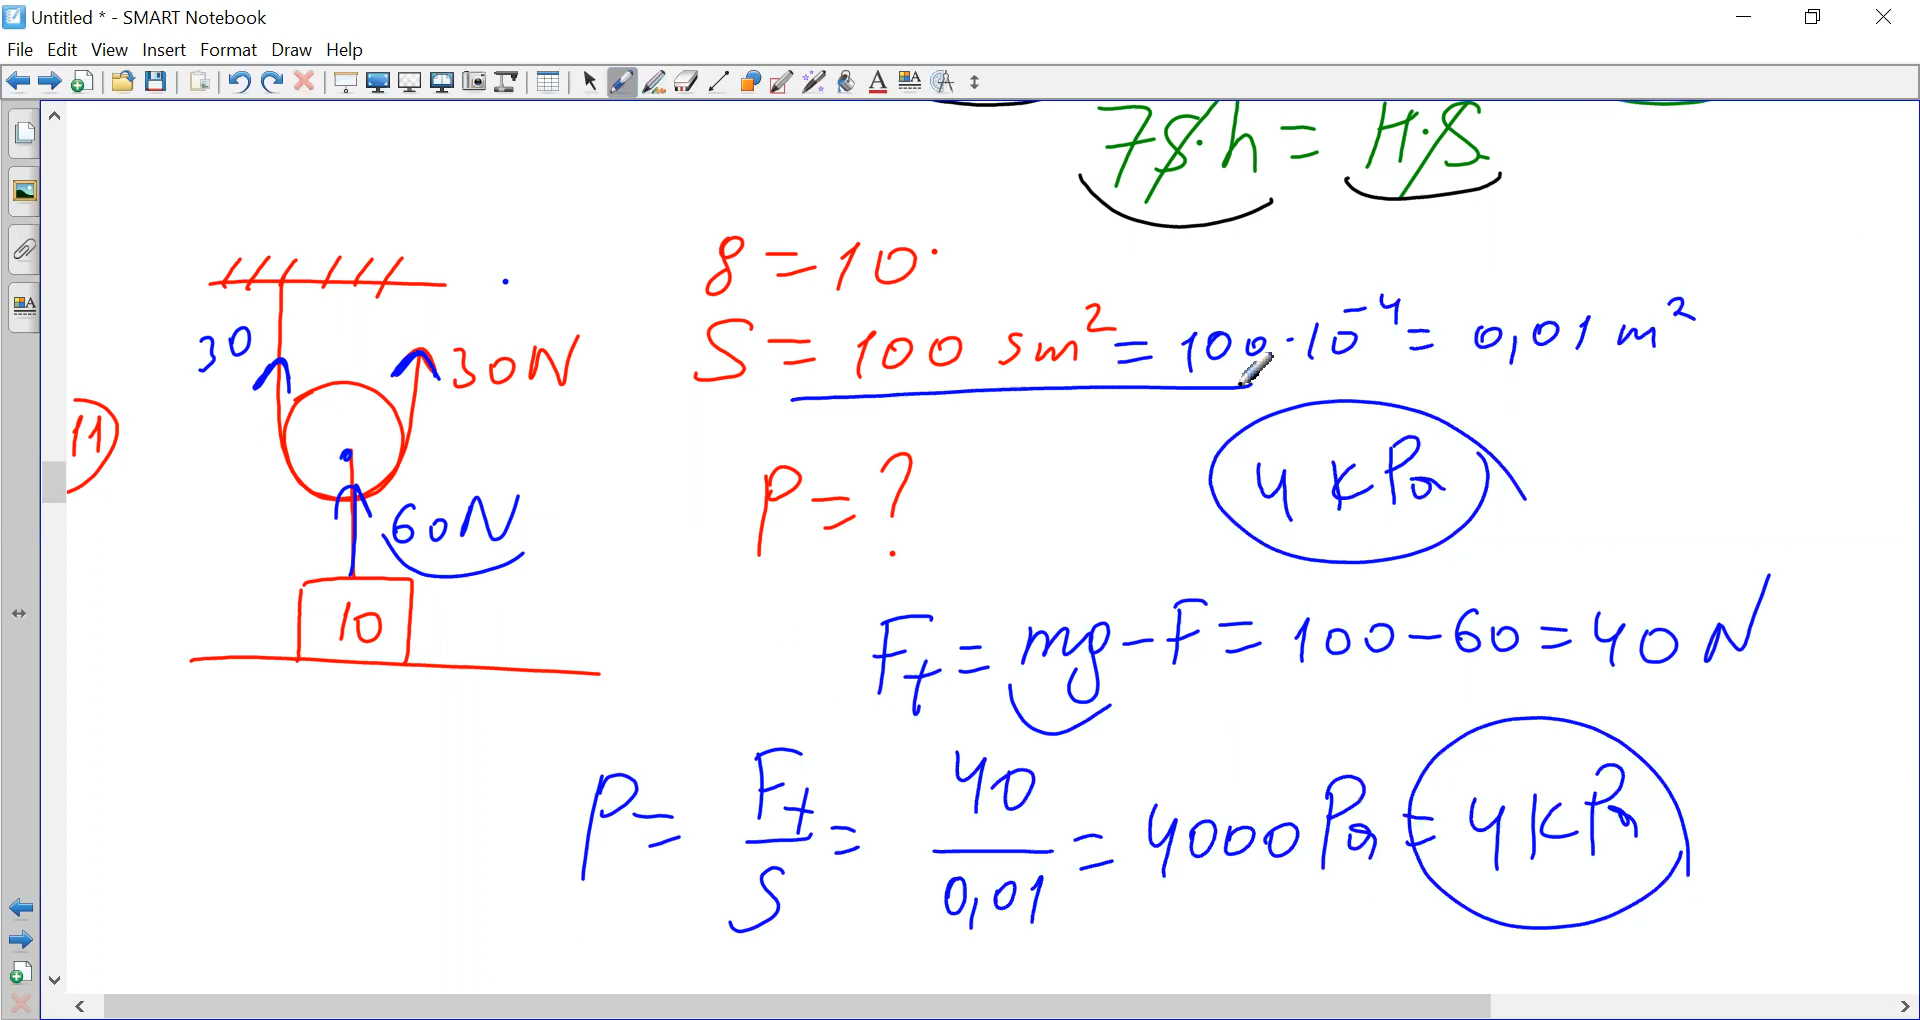 Untitled * - SMART Notebook
File Edit View Insert Format Draw Help
7S·h = H·S
g = 10
S = 100 sm² = 100·10⁻⁴ = 0,01 m²
30
30N
11
P = ?
4 kPa
60N
10
Ft = mg - F = 100 - 60 = 40 N
P = Ft/S = 40/0,01 = 4000 Pa = 4 kPa